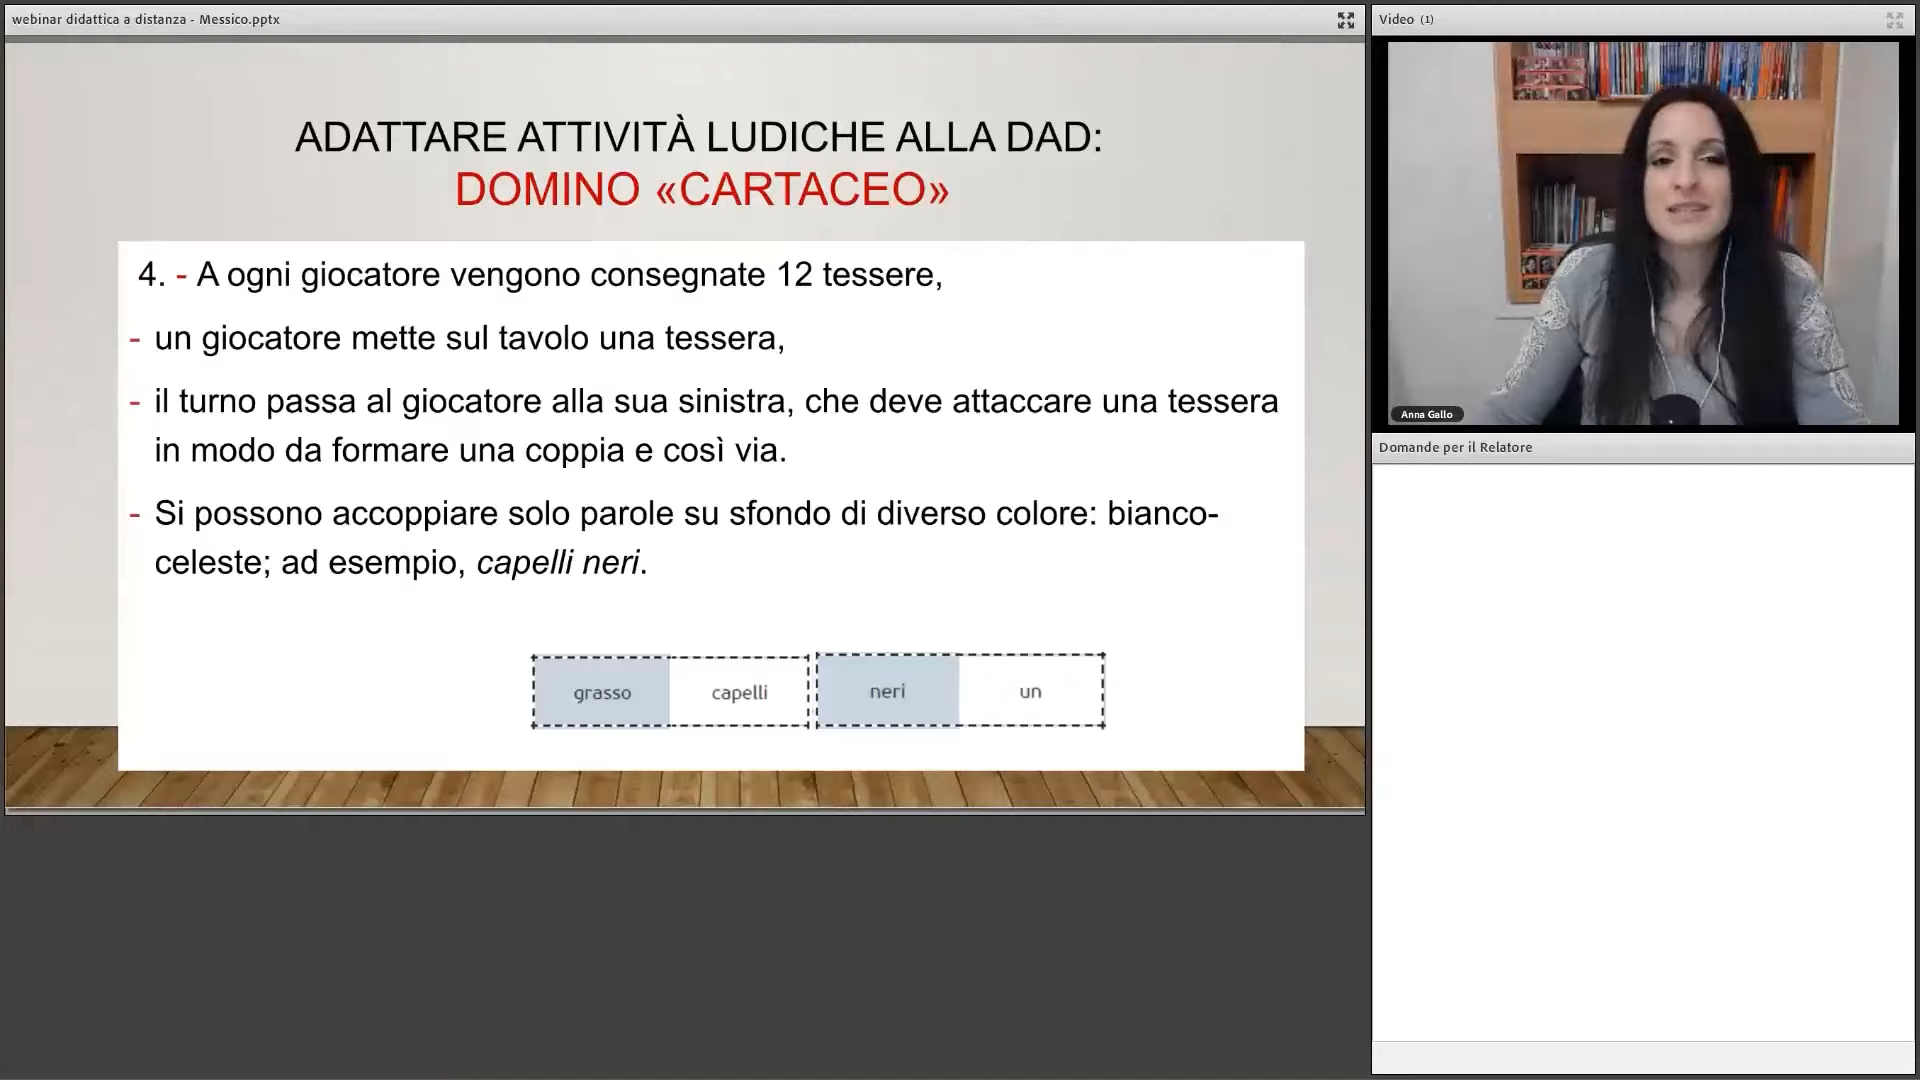 webinar didattica a distanza - Messico.pptx
ADATTARE ATTIVITÀ LUDICHE ALLA DAD:
DOMINO «CARTACEO»
4. - A ogni giocatore vengono consegnate 12 tessere,
- un giocatore mette sul tavolo una tessera,
- il turno passa al giocatore alla sua sinistra, che deve attaccare una tessera
in modo da formare una coppia e così via.
- Si possono accoppiare solo parole su sfondo di diverso colore: bianco-
celeste; ad esempio, capelli neri.
grasso capelli neri un
Video (1)
Anna Gallo
Domande per il Relatore